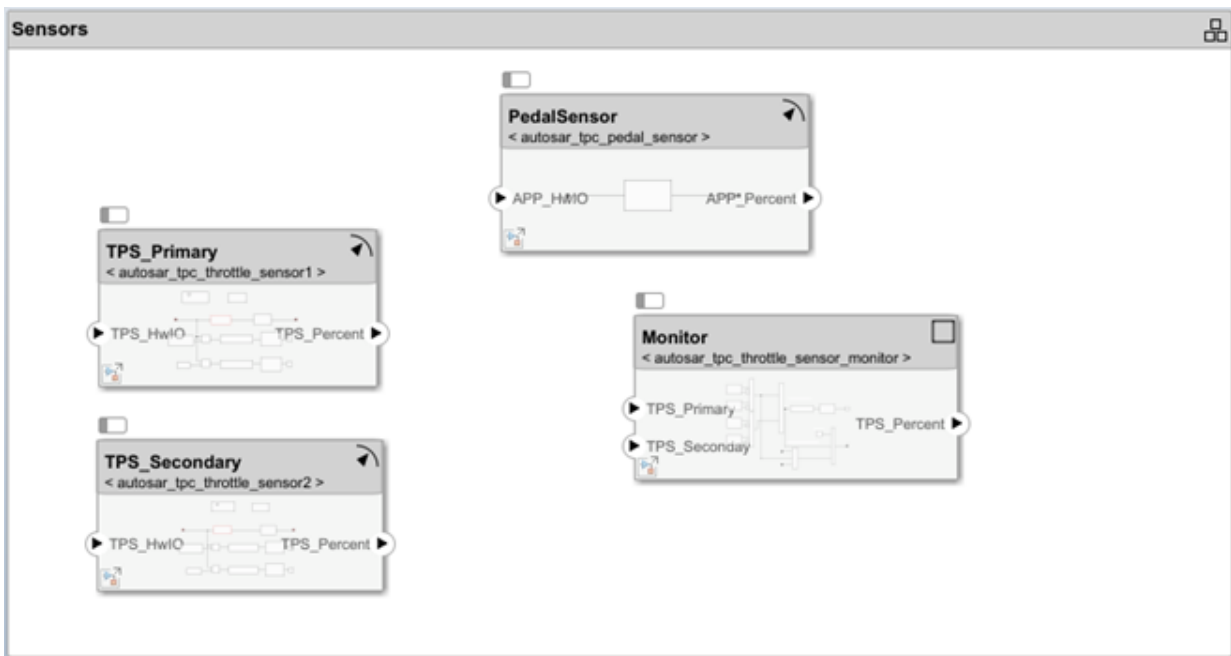 Sensors
PedalSensor
< autosar_tpc_pedal_sensor >
APP_HwIO
APP_Percent
TPS_Primary
< autosar_tpc_throttle_sensor1 >
TPS_HwIO
TPS_Percent
Monitor
< autosar_tpc_throttle_sensor_monitor >
TPS_Primary
TPS_Seconday
TPS_Percent
TPS_Secondary
< autosar_tpc_throttle_sensor2 >
TPS_HwIO
TPS_Percent